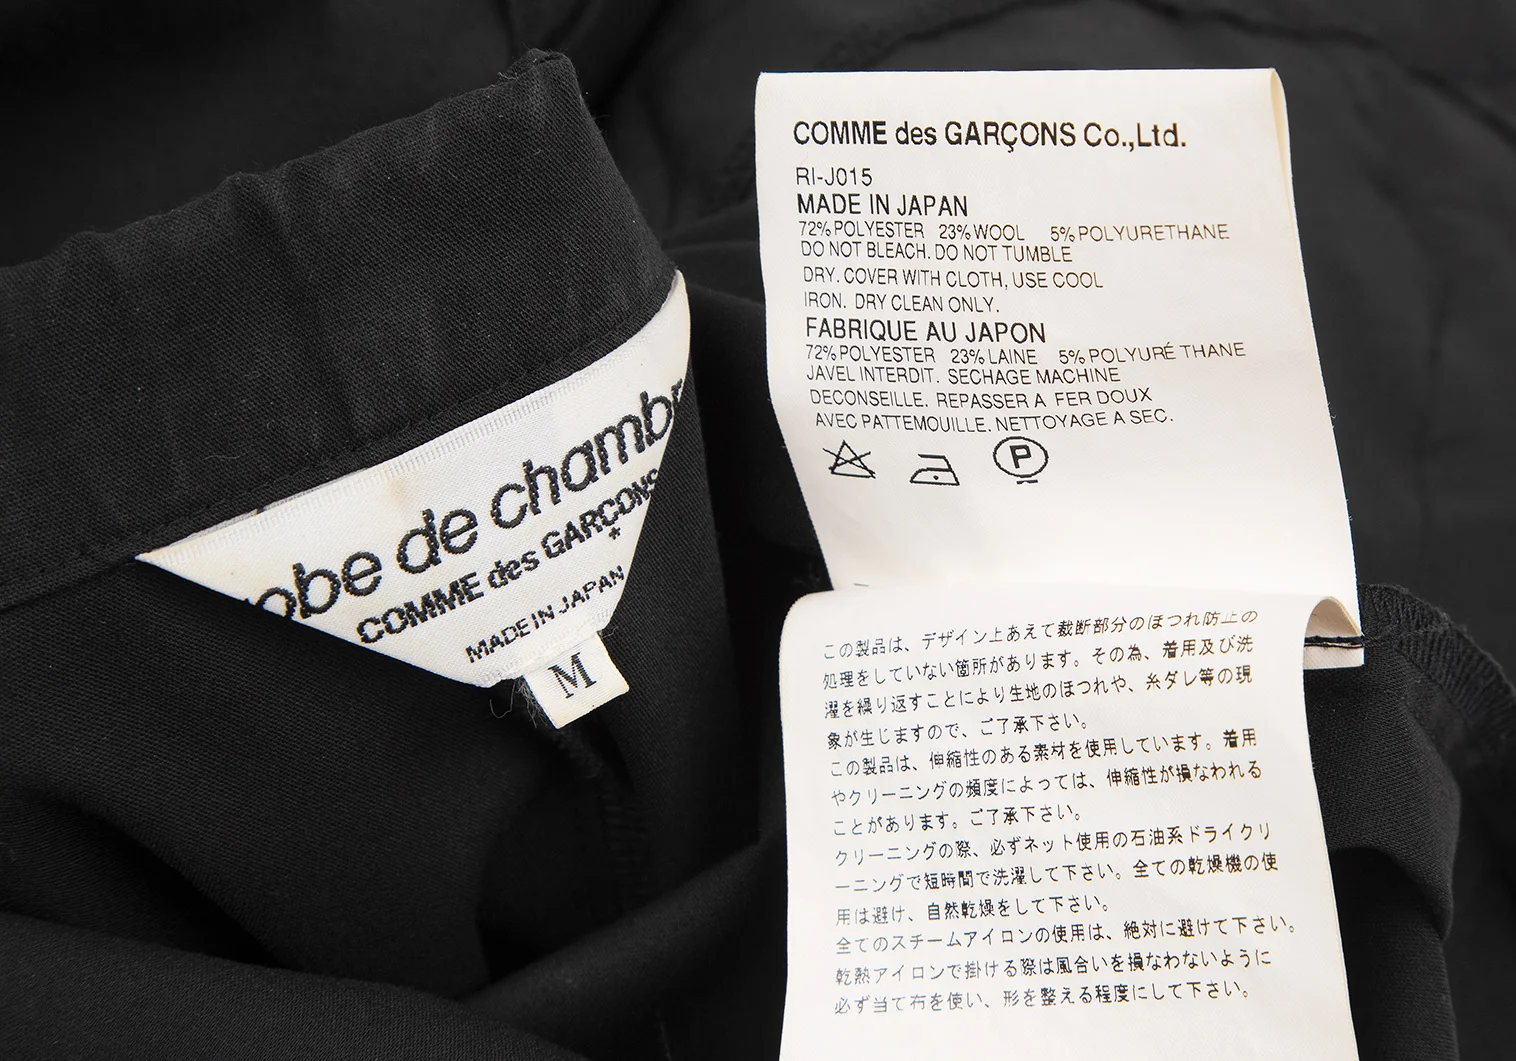 obe de chambr
COMME des GARÇONS
*
MADE IN JAPAN
M
COMME des GARÇONS Co.,Ltd.
RI-J015
MADE IN JAPAN
72% POLYESTER 23% WOOL 5% POLYURETHANE
DO NOT BLEACH. DO NOT TUMBLE
DRY. COVER WITH CLOTH, USE COOL
IRON. DRY CLEAN ONLY.
FABRIQUE AU JAPON
72% POLYESTER 23% LAINE 5% POLYURÉ THANE
JAVEL INTERDIT. SECHAGE MACHINE
DECONSEILLE. REPASSER A FER DOUX
AVEC PATTEMOUILLE. NETTOYAGE A SEC.
P
この製品は、デザイン上あえて裁断部分のほつれ防止の
処理をしていない箇所があります。その為、着用及び洗
濯を繰り返すことにより生地のほつれや、糸ダレ等の現
象が生じますので、ご了承下さい。
この製品は、伸縮性のある素材を使用しています。着用
やクリーニングの頻度によっては、伸縮性が損なわれる
ことがあります。ご了承下さい。
クリーニングの際、必ずネット使用の石油系ドライクリ
ーニングで短時間で洗濯して下さい。全ての乾燥機の使
用は避け、自然乾燥をして下さい。
全てのスチームアイロンの使用は、絶対に避けて下さい。
乾熱アイロンで掛ける際は風合いを損なわないように
必ず当て布を使い、形を整える程度にして下さい。